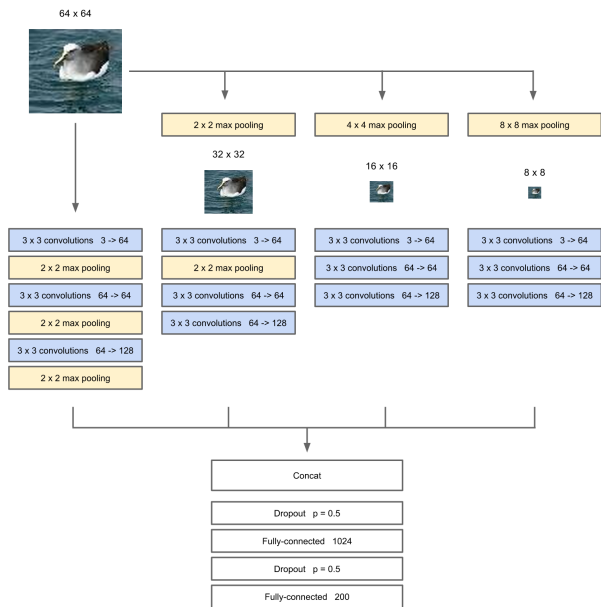 64 x 64
2 x 2 max pooling
4 x 4 max pooling
8 x 8 max pooling
32 x 32
16 x 16
8 x 8
3 x 3 convolutions 3 -> 64
2 x 2 max pooling
3 x 3 convolutions 64 -> 64
2 x 2 max pooling
3 x 3 convolutions 64 -> 128
2 x 2 max pooling
3 x 3 convolutions 3 -> 64
2 x 2 max pooling
3 x 3 convolutions 64 -> 64
3 x 3 convolutions 64 -> 128
3 x 3 convolutions 3 -> 64
3 x 3 convolutions 64 -> 64
3 x 3 convolutions 64 -> 128
3 x 3 convolutions 3 -> 64
3 x 3 convolutions 64 -> 64
3 x 3 convolutions 64 -> 128
Concat
Dropout p = 0.5
Fully-connected 1024
Dropout p = 0.5
Fully-connected 200